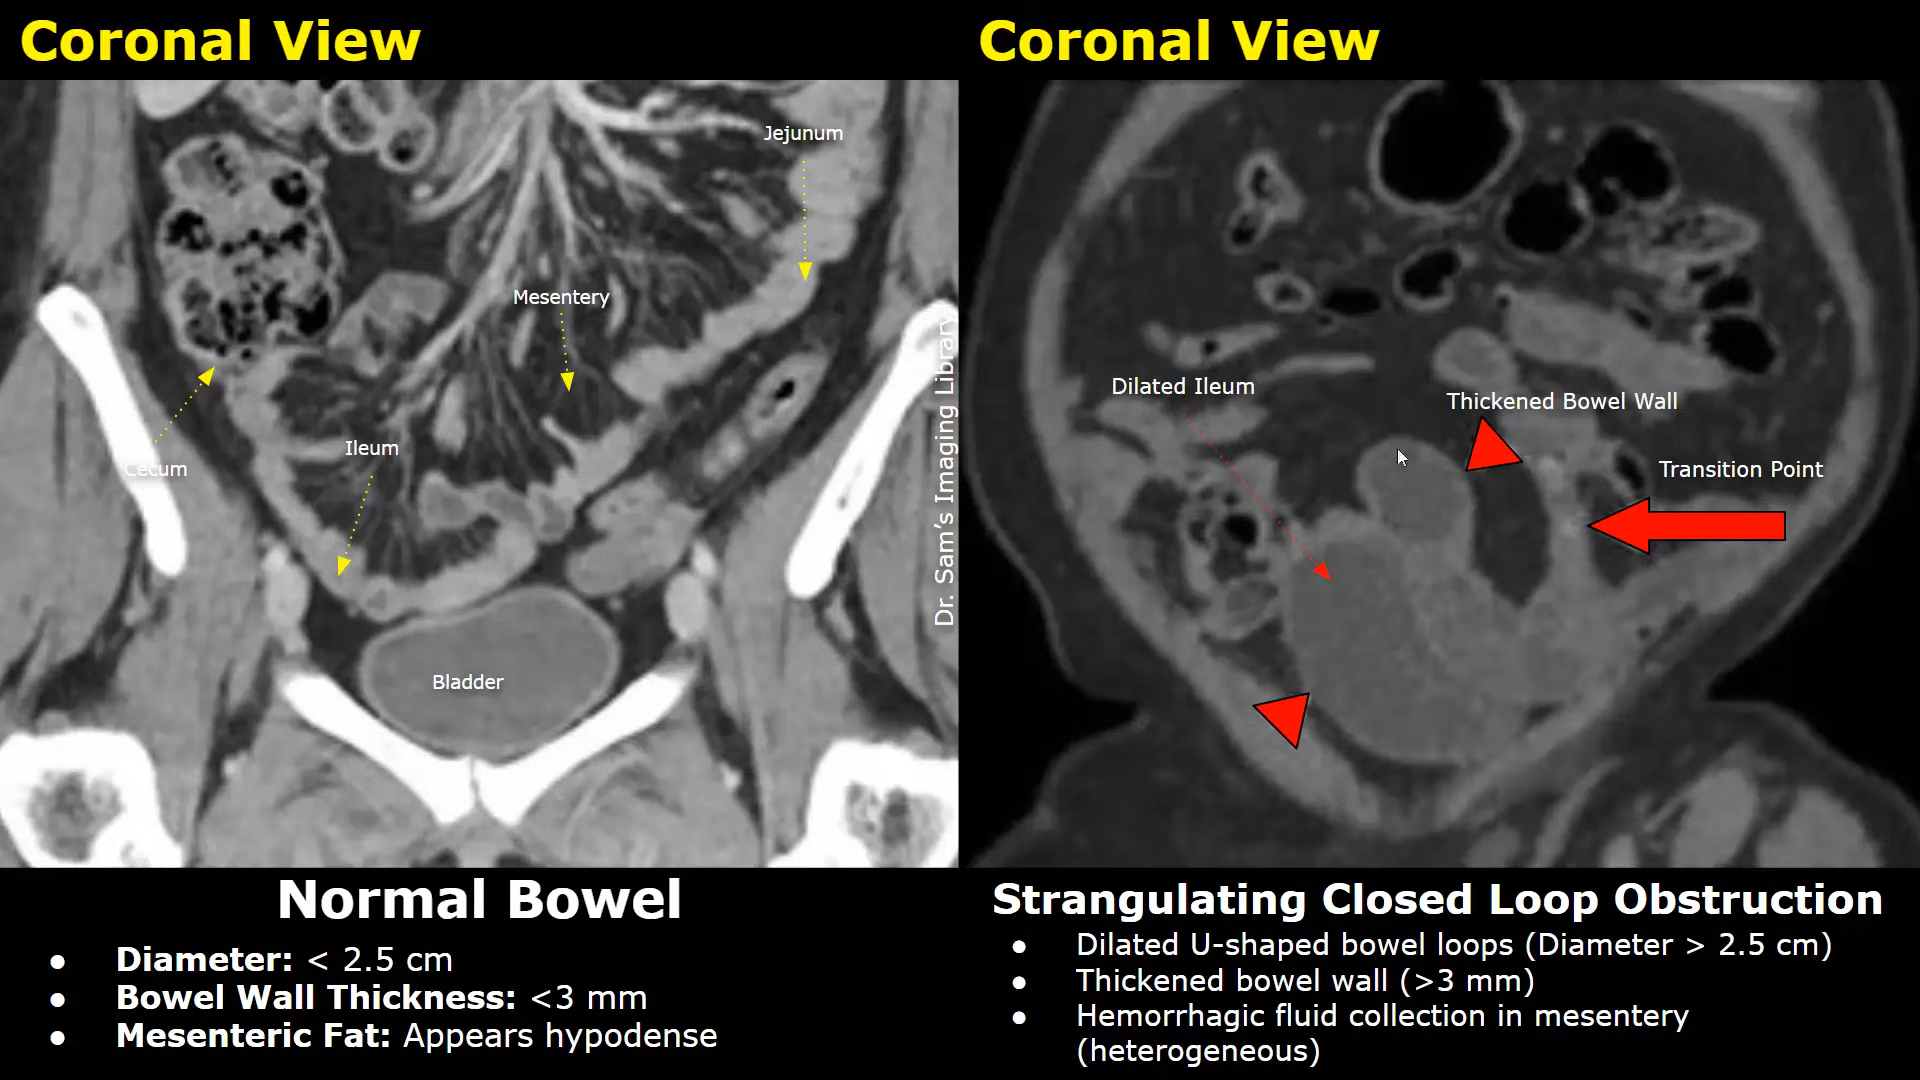 Coronal View
Jejunum
Mesentery
Ileum
Cecum
Bladder
Dr. Sam's Imaging Library
Normal Bowel
● Diameter: < 2.5 cm
● Bowel Wall Thickness: <3 mm
● Mesenteric Fat: Appears hypodense
Coronal View
Dilated Ileum
Thickened Bowel Wall
Transition Point
Strangulating Closed Loop Obstruction
● Dilated U-shaped bowel loops (Diameter > 2.5 cm)
● Thickened bowel wall (>3 mm)
● Hemorrhagic fluid collection in mesentery
(heterogeneous)